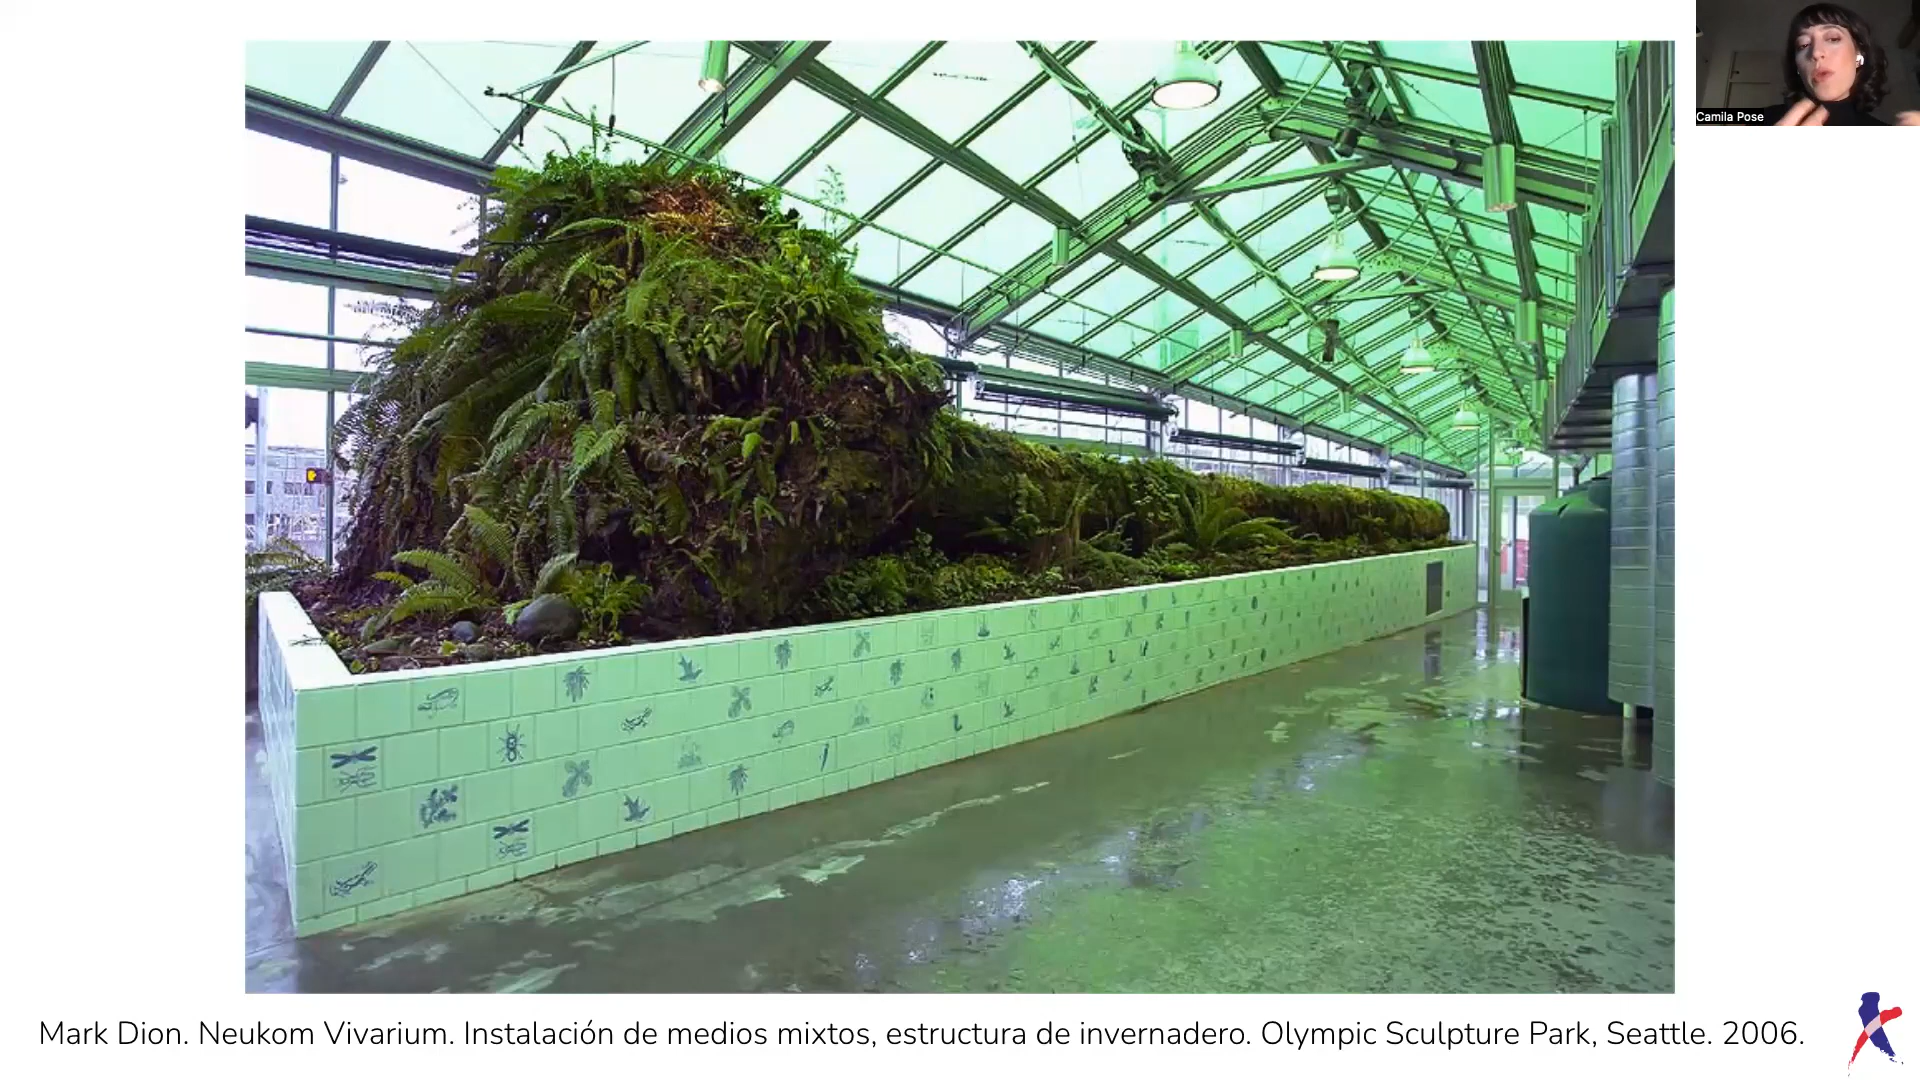 Camila Pose
Mark Dion. Neukom Vivarium. Instalación de medios mixtos, estructura de invernadero. Olympic Sculpture Park, Seattle. 2006.